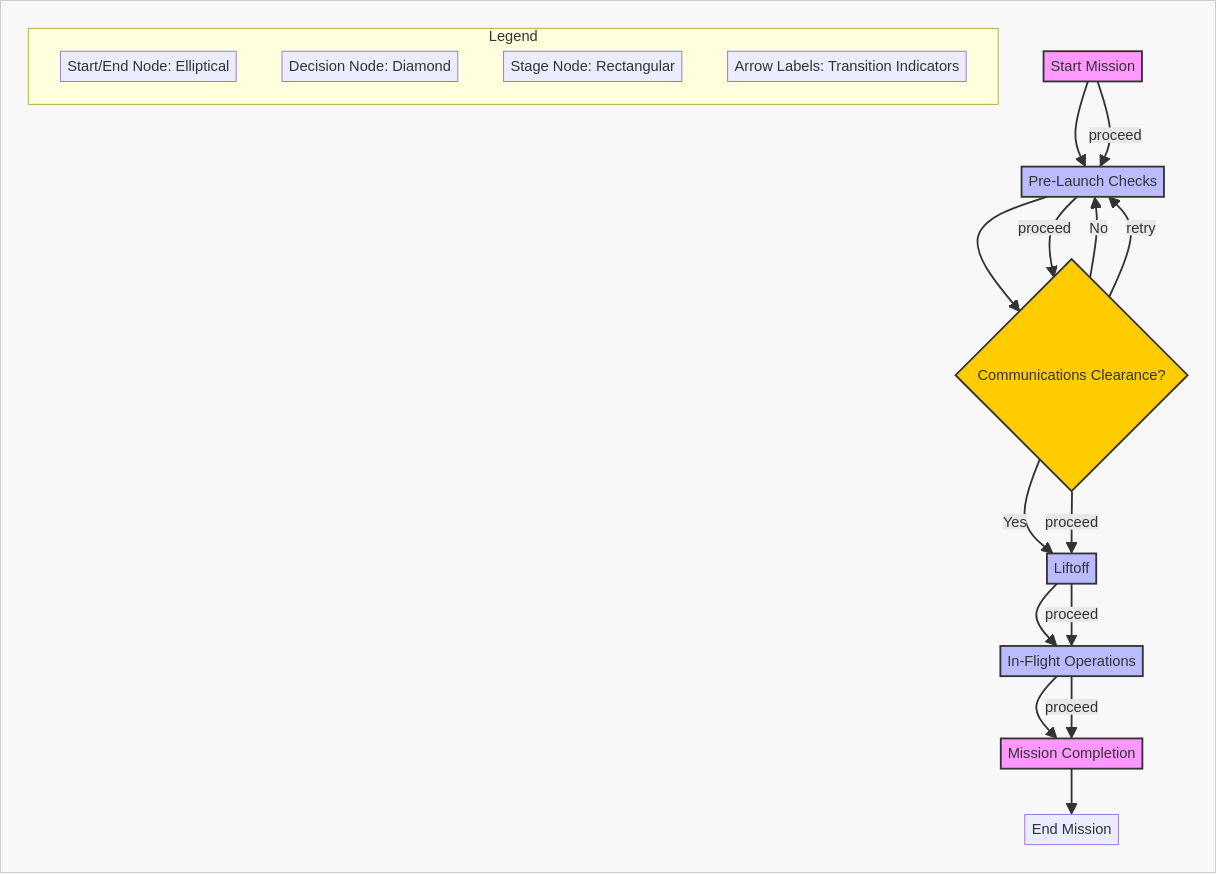 Legend
Start/End Node: Elliptical
Decision Node: Diamond
Stage Node: Rectangular
Arrow Labels: Transition Indicators
Start Mission
proceed
Pre-Launch Checks
proceed
No
retry
Communications Clearance?
Yes
proceed
Liftoff
proceed
In-Flight Operations
proceed
Mission Completion
End Mission